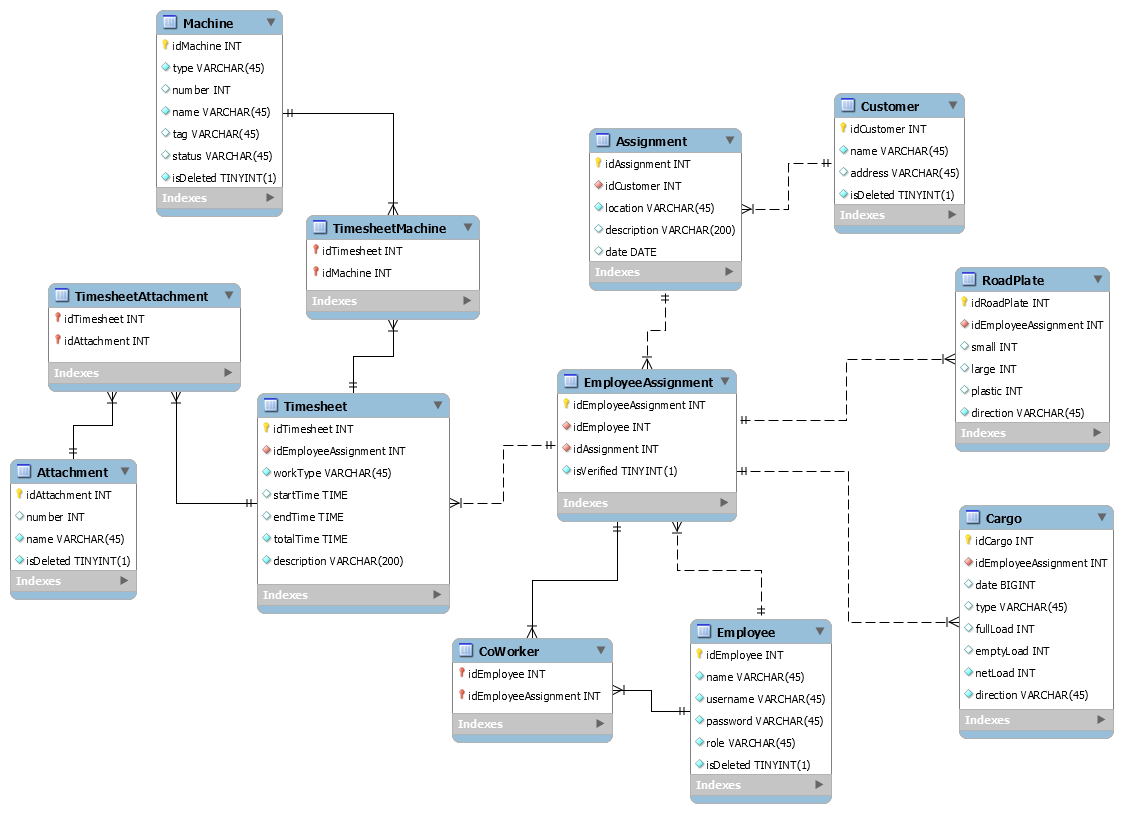 Machine
idMachine INT
type VARCHAR(45)
number INT
name VARCHAR(45)
tag VARCHAR(45)
status VARCHAR(45)
isDeleted TINYINT(1)
Indexes
Customer
idCustomer INT
name VARCHAR(45)
address VARCHAR(45)
isDeleted TINYINT(1)
Indexes
Assignment
idAssignment INT
idCustomer INT
location VARCHAR(45)
description VARCHAR(200)
date DATE
Indexes
TimesheetMachine
idTimesheet INT
idMachine INT
Indexes
RoadPlate
idRoadPlate INT
idEmployeeAssignment INT
small INT
large INT
plastic INT
direction VARCHAR(45)
Indexes
TimesheetAttachment
idTimesheet INT
idAttachment INT
Indexes
EmployeeAssignment
idEmployeeAssignment INT
idEmployee INT
idAssignment INT
isVerified TINYINT(1)
Indexes
Timesheet
idTimesheet INT
idEmployeeAssignment INT
workType VARCHAR(45)
startTime TIME
endTime TIME
totalTime TIME
description VARCHAR(200)
Indexes
Attachment
idAttachment INT
number INT
name VARCHAR(45)
isDeleted TINYINT(1)
Indexes
Cargo
idCargo INT
idEmployeeAssignment INT
date BIGINT
type VARCHAR(45)
fullLoad INT
emptyLoad INT
netLoad INT
direction VARCHAR(45)
Indexes
CoWorker
idEmployee INT
idEmployeeAssignment INT
Indexes
Employee
idEmployee INT
name VARCHAR(45)
username VARCHAR(45)
password VARCHAR(45)
role VARCHAR(45)
isDeleted TINYINT(1)
Indexes